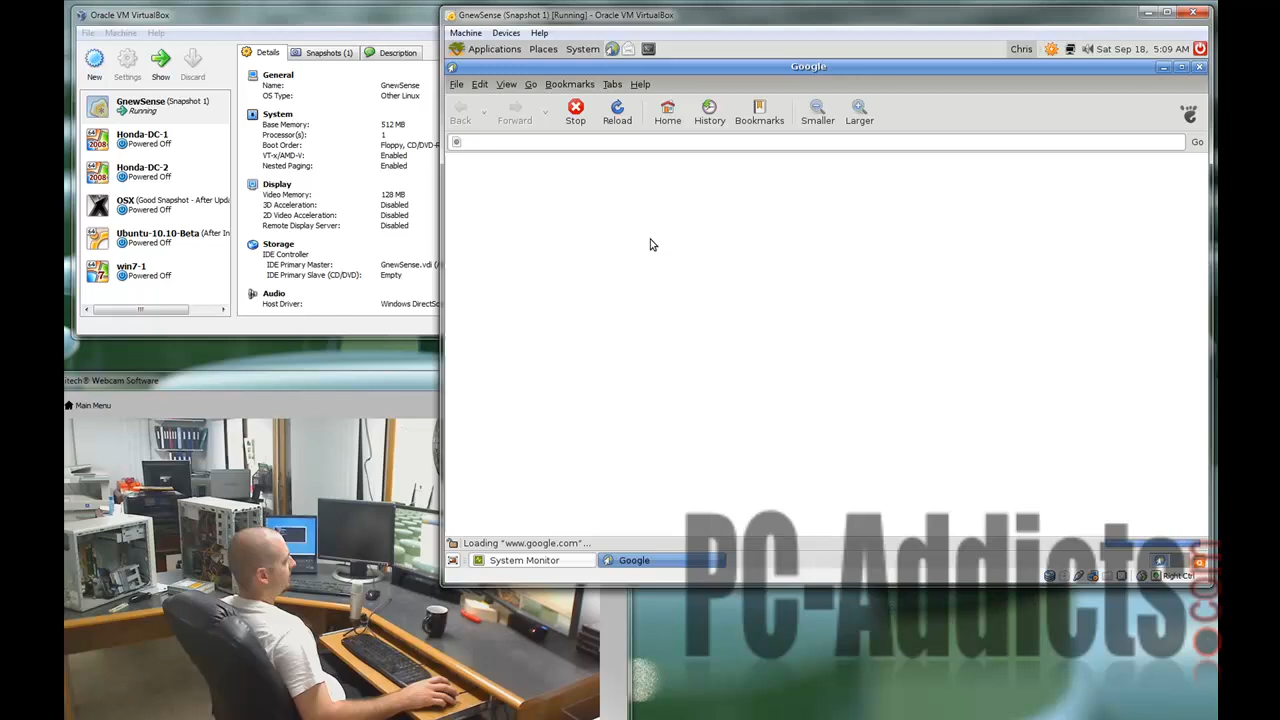 Oracle VM VirtualBox
File Machine Help
New Settings Show Discard
GnewSense (Snapshot 1)
Running
Honda-DC-1
Powered Off
Honda-DC-2
Powered Off
OSX (Good Snapshot - After Upda
Powered Off
Ubuntu-10.10-Beta (After In
Powered Off
win7-1
Powered Off
Details Snapshots (1) Description
General
Name: GnewSense
OS Type: Other Linux
System
Base Memory: 512 MB
Processor(s): 1
Boot Order: Floppy, CD/DVD-R
VT-x/AMD-V: Enabled
Nested Paging: Enabled
Display
Video Memory: 128 MB
3D Acceleration: Disabled
2D Video Acceleration: Disabled
Remote Display Server: Disabled
Storage
IDE Controller
IDE Primary Master: GnewSense.vdi
IDE Primary Slave (CD/DVD): Empty
Audio
Host Driver: Windows DirectSo
GnewSense (Snapshot 1) [Running] - Oracle VM VirtualBox
Machine Devices Help
Applications Places System Chris Sat Sep 18, 5:09 AM
Google
File Edit View Go Bookmarks Tabs Help
Back Forward Stop Reload Home History Bookmarks Smaller Larger
Go
Loading "www.google.com"...
System Monitor Google
Right Ctrl
itech® Webcam Software
Main Menu
PC-Addicts.com